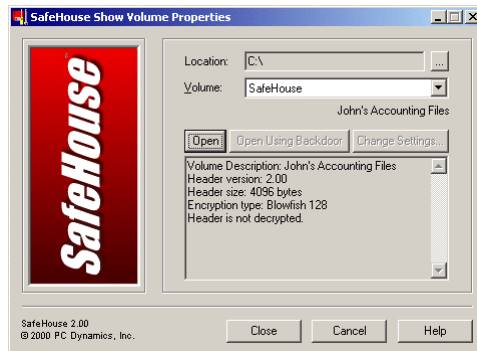 SafeHouse Show Volume Properties
SafeHouse
Location: C:\ ...
Volume: SafeHouse
John's Accounting Files
Open Open Using Backdoor Change Settings...
Volume Description: John's Accounting Files
Header version: 2.00
Header size: 4096 bytes
Encryption type: Blowfish 128
Header is not decrypted.
SafeHouse 2.00
© 2000 PC Dynamics, Inc.
Close Cancel Help